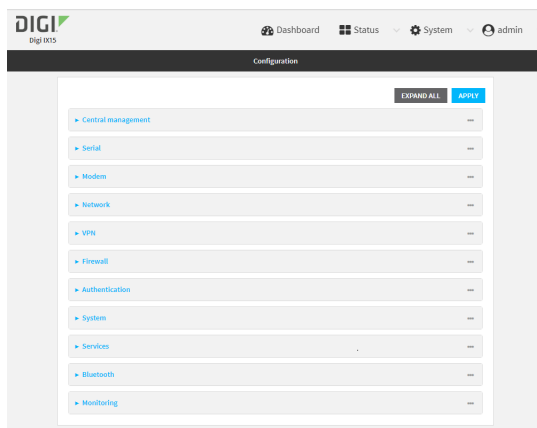 DIGI
Digi IX15
Dashboard Status System admin
Configuration
EXPAND ALL APPLY
Central management
Serial
Modem
Network
VPN
Firewall
Authentication
System
Services
Bluetooth
Monitoring